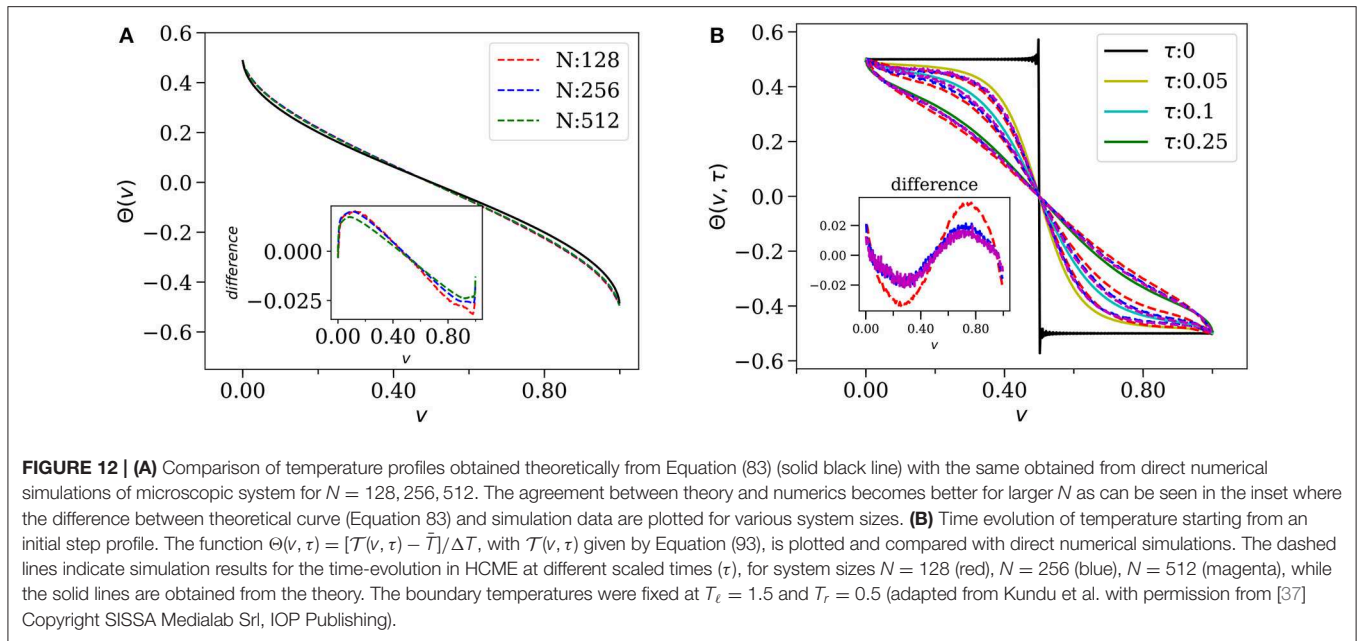 A
0.6
0.4
0.2
0.0
−0.2
−0.4
−0.6
Θ(v)
N:128
N:256
N:512
difference
0.000
−0.025
0.00 0.40 0.80
v
0.00 0.40 0.80
v
B
0.6
0.4
0.2
0.0
−0.2
−0.4
−0.6
Θ(v, τ)
τ:0
τ:0.05
τ:0.1
τ:0.25
difference
0.02
0.00
−0.02
0.00 0.40 0.80
v
0.00 0.40 0.80
v
FIGURE 12 | (A) Comparison of temperature profiles obtained theoretically from Equation (83) (solid black line) with the same obtained from direct numerical
simulations of microscopic system for N = 128, 256, 512. The agreement between theory and numerics becomes better for larger N as can be seen in the inset where
the difference between theoretical curve (Equation 83) and simulation data are plotted for various system sizes. (B) Time evolution of temperature starting from an
initial step profile. The function Θ(v, τ) = [𝒯(v, τ) − T̄]/ΔT, with 𝒯(v, τ) given by Equation (93), is plotted and compared with direct numerical simulations. The dashed
lines indicate simulation results for the time-evolution in HCME at different scaled times (τ), for system sizes N = 128 (red), N = 256 (blue), N = 512 (magenta), while
the solid lines are obtained from the theory. The boundary temperatures were fixed at Tℓ = 1.5 and Tr = 0.5 (adapted from Kundu et al. with permission from [37]
Copyright SISSA Medialab Srl, IOP Publishing).